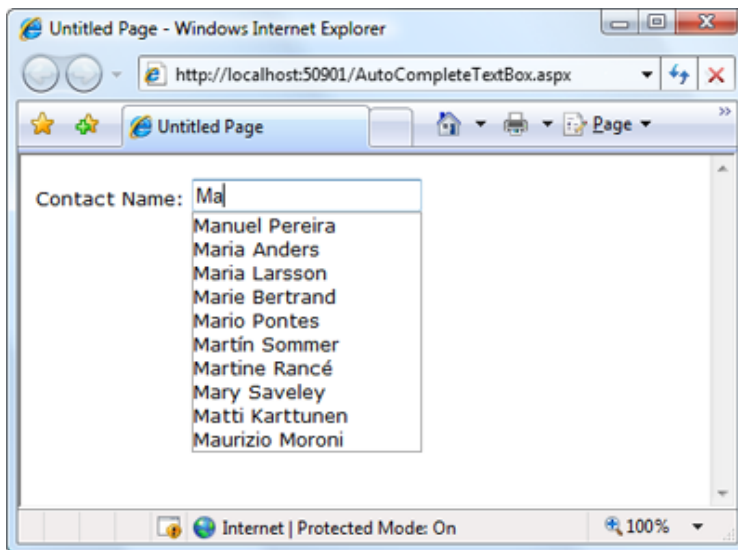 Untitled Page - Windows Internet Explorer
http://localhost:50901/AutoCompleteTextBox.aspx
Untitled Page
Page
Contact Name: Ma
Manuel Pereira
Maria Anders
Maria Larsson
Marie Bertrand
Mario Pontes
Martín Sommer
Martine Rancé
Mary Saveley
Matti Karttunen
Maurizio Moroni
Internet | Protected Mode: On
100%